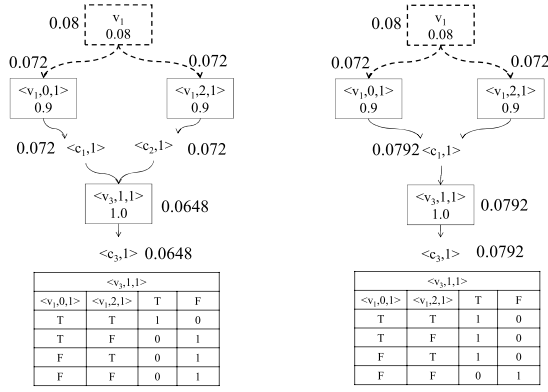 v1
0.08 0.08
0.072 0.072
<v1,0,1> <v1,2,1>
0.9 0.9
0.072 <c1,1> <c2,1> 0.072
<v3,1,1>
1.0 0.0648
<c3,1> 0.0648
<v3,1,1>
<v1,0,1> <v1,2,1> T F
T T 1 0
T F 0 1
F T 0 1
F F 0 1
v1
0.08 0.08
0.072 0.072
<v1,0,1> <v1,2,1>
0.9 0.9
0.0792 <c1,1>
<v3,1,1>
1.0 0.0792
<c3,1> 0.0792
<v3,1,1>
<v1,0,1> <v1,2,1> T F
T T 1 0
T F 1 0
F T 1 0
F F 0 1